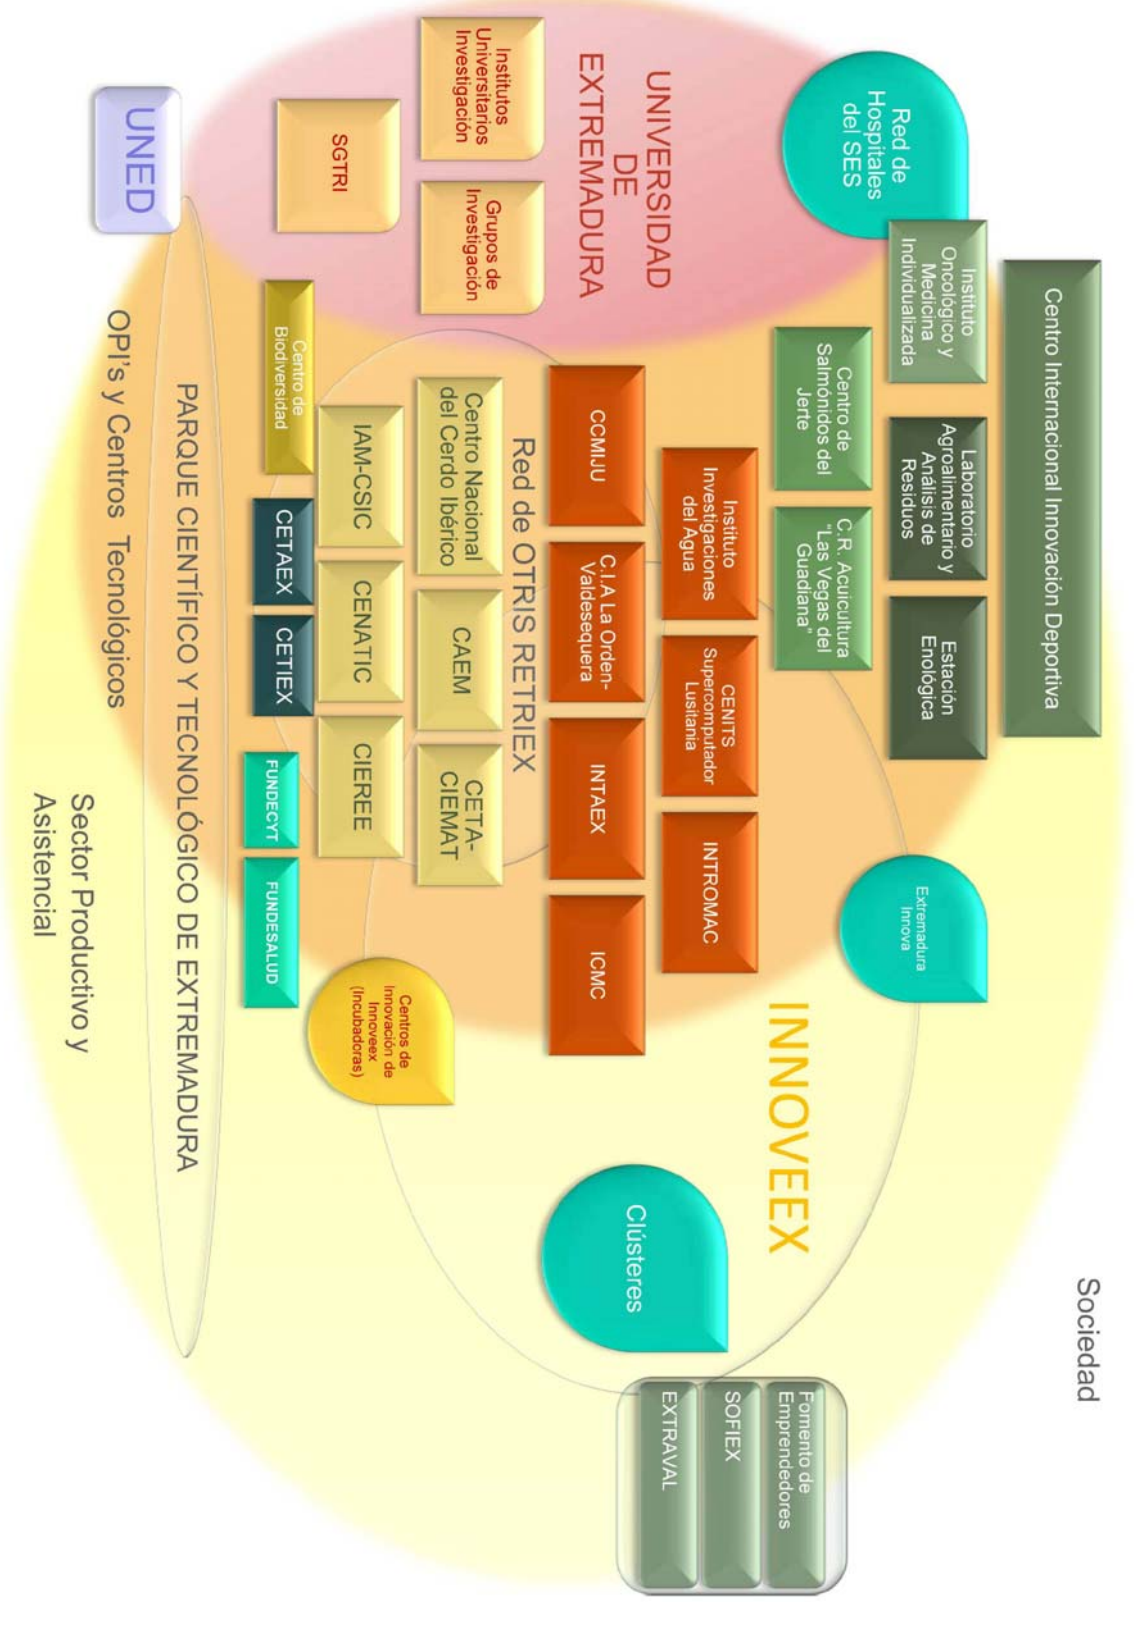 Sociedad
Centro Internacional Innovación Deportiva
Red de
Hospitales
del SES
Instituto
Oncológico y
Medicina
Individualizada
Laboratorio
Agroalimentario y
Análisis de
Residuos
Estación
Enológica
Extremadura
Innova
Centro de
Salmónidos del
Jerte
C.R. Acuicultura
“Las Vegas del
Guadiana”
INNOVEEX
Fomento de
Emprendedores
SOFIEX
EXTRAVAL
UNIVERSIDAD
DE
EXTREMADURA
Instituto
Investigaciones
del Agua
CENITS
Supercomputador
Lusitania
INTROMAC
CCMIJU
C.I.A La Orden-
Valdesequera
INTAEX
ICMC
Clústeres
Red de OTRIS RETRIEX
Institutos
Universitarios
Investigación
Grupos de
Investigación
Centro Nacional
del Cerdo Ibérico
CAEM
CETA-
CIEMAT
SGTRI
IAM-CSIC
CENATIC
CIEREE
Centros de
Innovación de
Innoveex
(Incubadoras)
Centro de
Biodiversidad
CETAEX
CETIEX
FUNDECYT
FUNDESALUD
PARQUE CIENTÍFICO Y TECNOLÓGICO DE EXTREMADURA
UNED
OPI’s y Centros Tecnológicos
Sector Productivo y
Asistencial